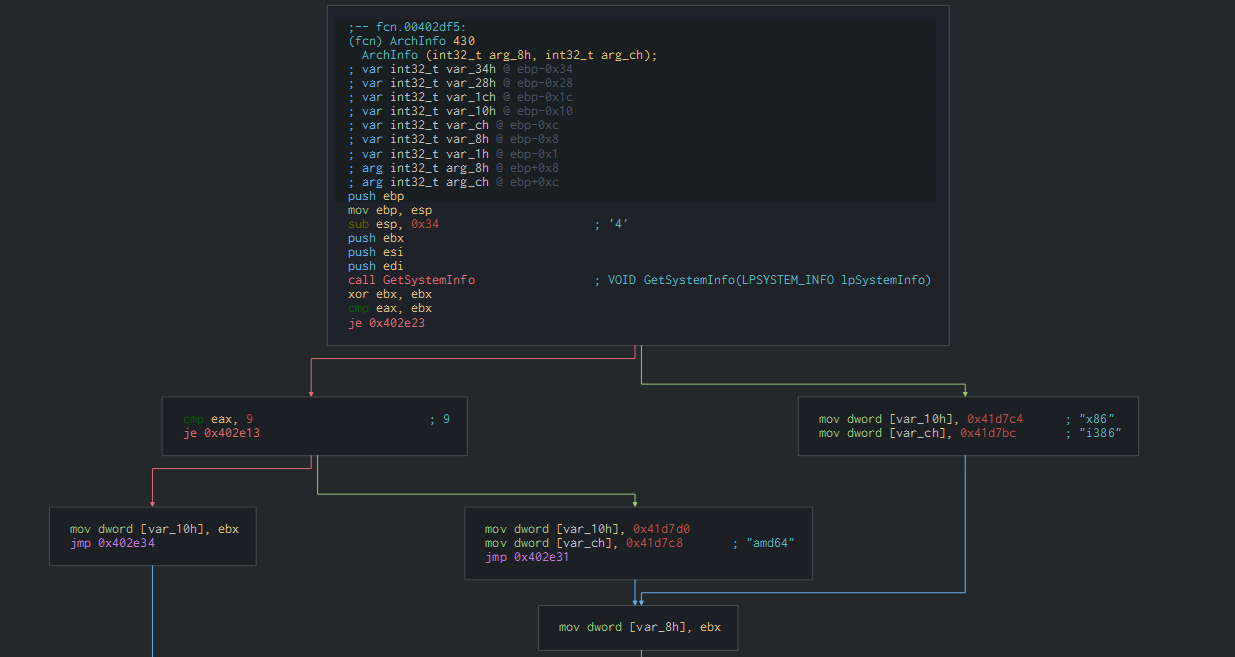 ;-- fcn.00402df5:
(fcn) ArchInfo 430
ArchInfo (int32_t arg_8h, int32_t arg_ch);
; var int32_t var_34h @ ebp-0x34
; var int32_t var_28h @ ebp-0x28
; var int32_t var_1ch @ ebp-0x1c
; var int32_t var_10h @ ebp-0x10
; var int32_t var_ch @ ebp-0xc
; var int32_t var_8h @ ebp-0x8
; var int32_t var_1h @ ebp-0x1
; arg int32_t arg_8h @ ebp+0x8
; arg int32_t arg_ch @ ebp+0xc
push ebp
mov ebp, esp
sub esp, 0x34 ; '4'
push ebx
push esi
push edi
call GetSystemInfo ; VOID GetSystemInfo(LPSYSTEM_INFO lpSystemInfo)
xor ebx, ebx
cmp eax, ebx
je 0x402e23
cmp eax, 9 ; 9
je 0x402e13
mov dword [var_10h], 0x41d7c4 ; "x86"
mov dword [var_ch], 0x41d7bc ; "i386"
mov dword [var_10h], ebx
jmp 0x402e34
mov dword [var_10h], 0x41d7d0
mov dword [var_ch], 0x41d7c8 ; "amd64"
jmp 0x402e31
mov dword [var_8h], ebx